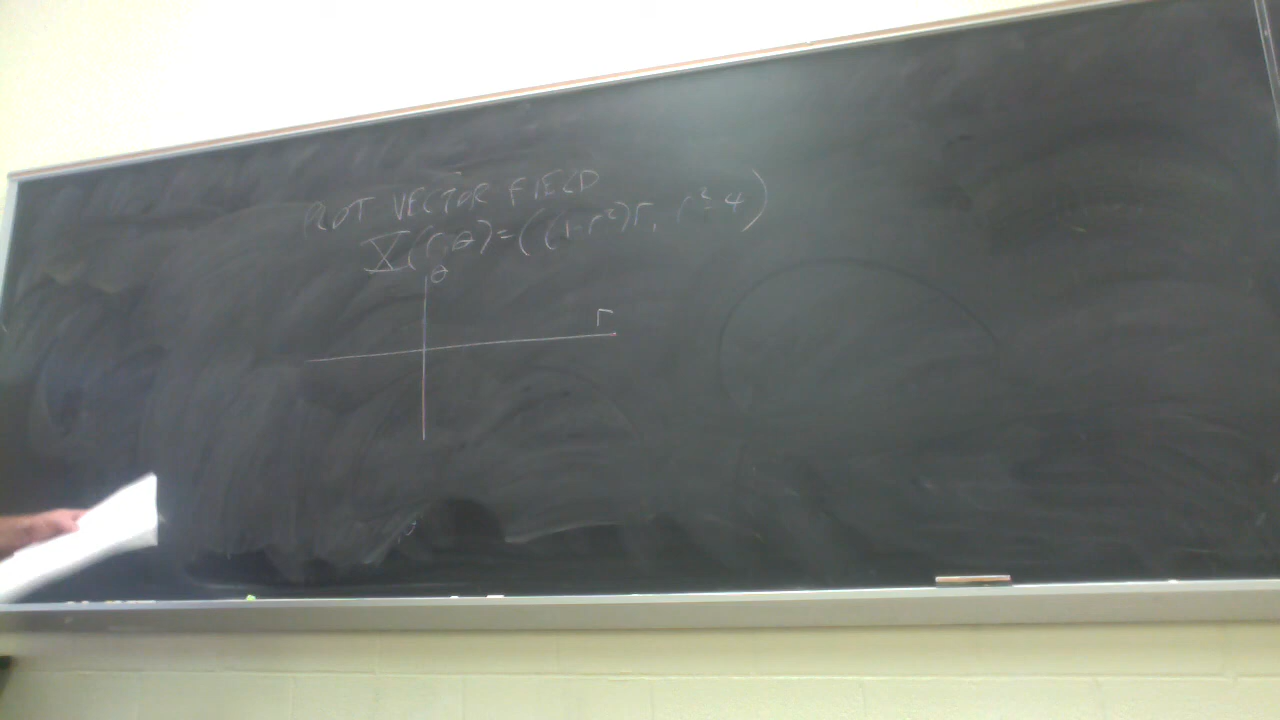 PLOT VECTOR FIELD
X(r,θ)=((1-r²)r, r²-4)
θ
r